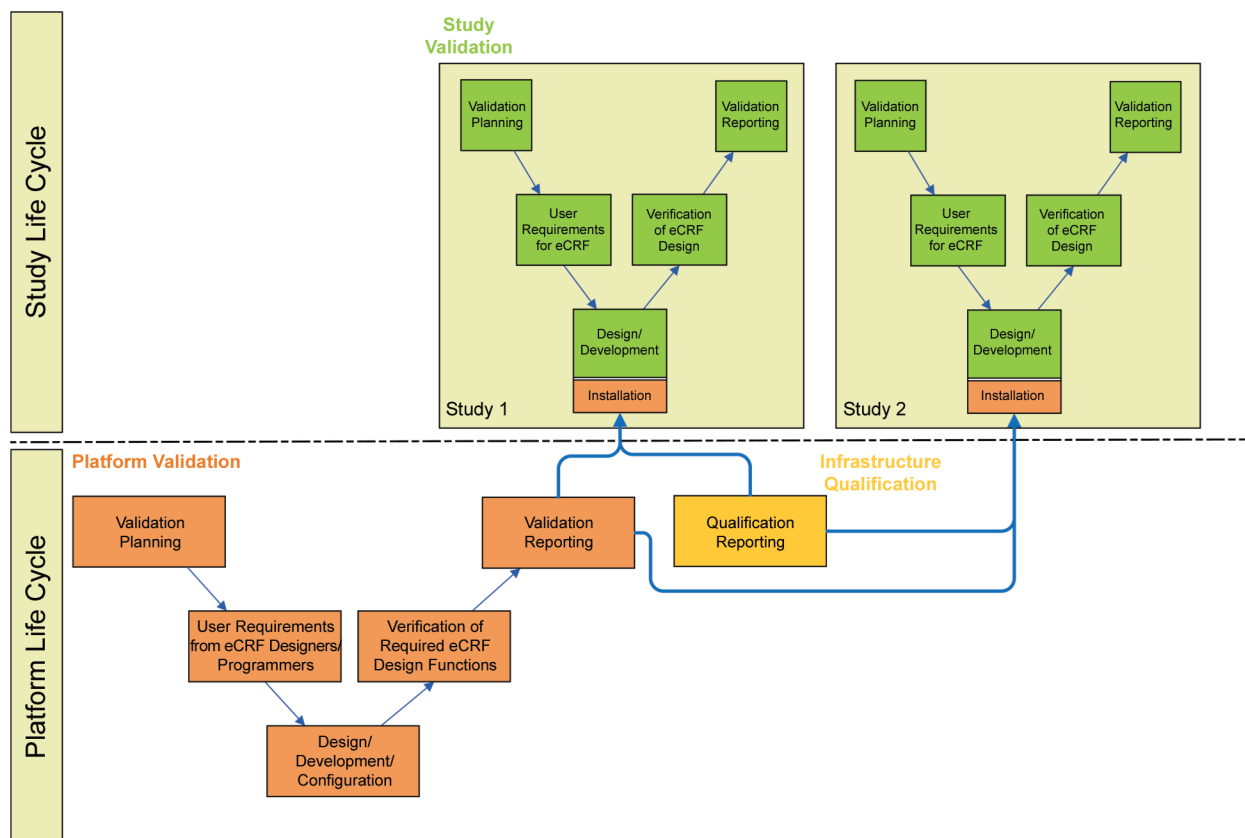 Study Life Cycle
Study
Validation
Validation
Planning
Validation
Reporting
User
Requirements
for eCRF
Verification
of eCRF
Design
Design/
Development
Installation
Study 1
Validation
Planning
Validation
Reporting
User
Requirements
for eCRF
Verification
of eCRF
Design
Design/
Development
Installation
Study 2
Platform Life Cycle
Platform Validation
Infrastructure
Qualification
Validation
Planning
Validation
Reporting
Qualification
Reporting
User Requirements
from eCRF Designers/
Programmers
Verification of
Required eCRF
Design Functions
Design/
Development/
Configuration